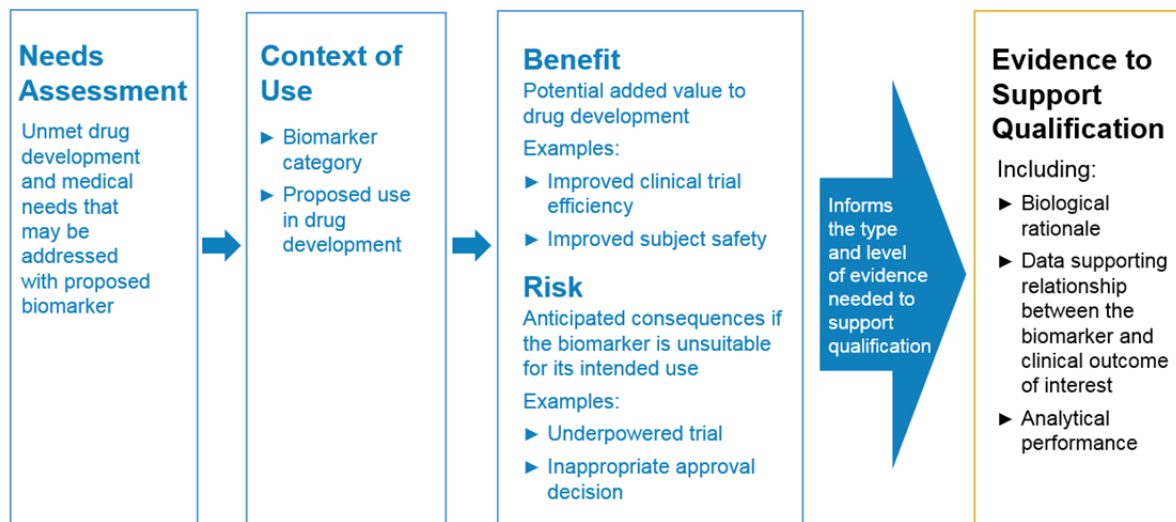 Needs
Assessment
Unmet drug
development
and medical
needs that
may be
addressed
with proposed
biomarker
Context of
Use
► Biomarker
category
► Proposed use
in drug
development
Benefit
Potential added value to
drug development
Examples:
► Improved clinical trial
efficiency
► Improved subject safety
Risk
Anticipated consequences if
the biomarker is unsuitable
for its intended use
Examples:
► Underpowered trial
► Inappropriate approval
decision
Informs
the type
and level
of evidence
needed to
support
qualification
Evidence to
Support
Qualification
Including:
► Biological
rationale
► Data supporting
relationship
between the
biomarker and
clinical outcome
of interest
► Analytical
performance